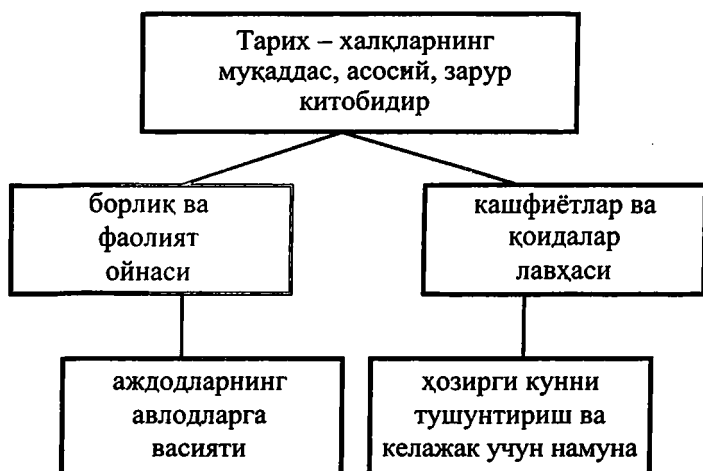 Тарих – халқларнинг
муқаддас, асосий, зарур
китобидир
борлиқ ва
фаолият
ойнаси
кашфиётлар ва
қоидалар
лавҳаси
аждодларнинг
авлодларга
васияти
ҳозирги кунни
тушунтириш ва
келажак учун намуна